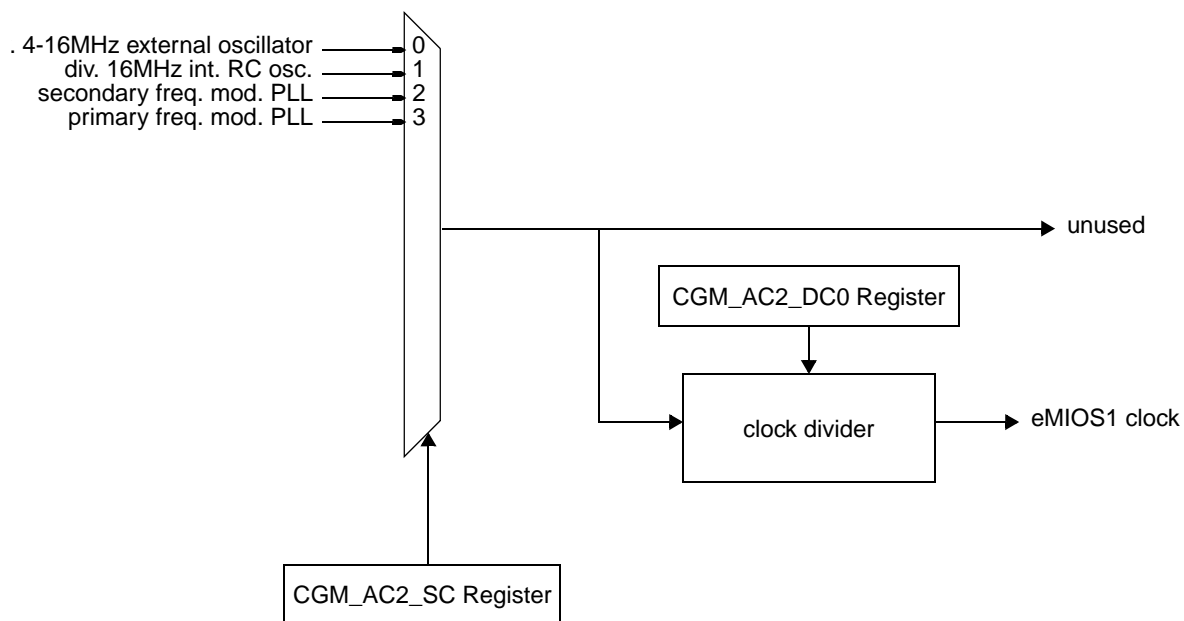 . 4-16MHz external oscillator 0
div. 16MHz int. RC osc. 1
secondary freq. mod. PLL 2
primary freq. mod. PLL 3
unused
CGM_AC2_DC0 Register
clock divider
eMIOS1 clock
CGM_AC2_SC Register